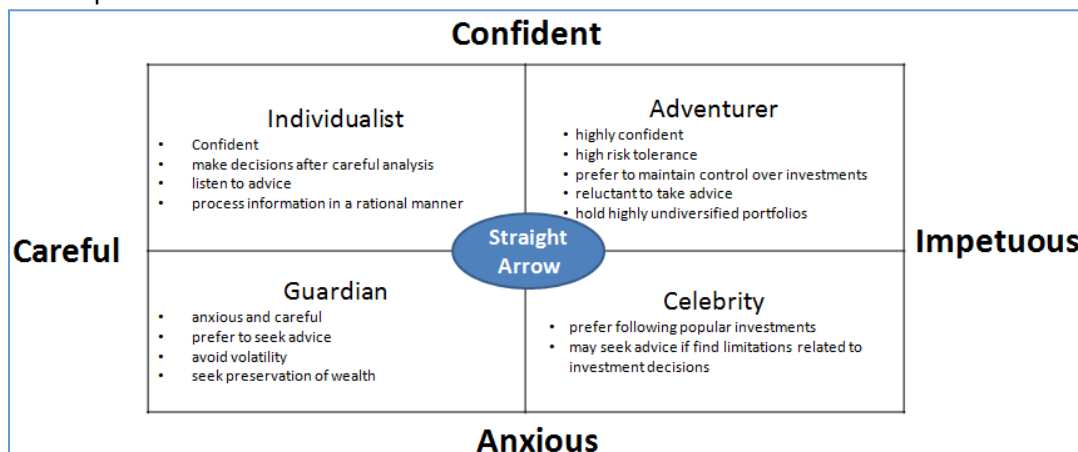 Confident
Individualist
• Confident
• make decisions after careful analysis
• listen to advice
• process information in a rational manner
Adventurer
• highly confident
• high risk tolerance
• prefer to maintain control over investments
• reluctant to take advice
• hold highly undiversified portfolios
Careful
Straight
Arrow
Impetuous
Guardian
• anxious and careful
• prefer to seek advice
• avoid volatility
• seek preservation of wealth
Celebrity
• prefer following popular investments
• may seek advice if find limitations related to
investment decisions
Anxious